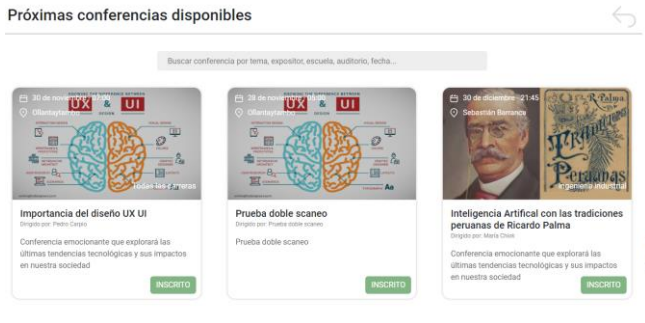 Próximas conferencias disponibles
Buscar conferencia por tema, expositor, escuela, auditorio, fecha...
30 de noviembre
Ollantaytambo
UX & UI
DESIGN
Todas las carreras
Importancia del diseño UX UI
Dirigido por: Pedro Carpio
Conferencia emocionante que explorará las
últimas tendencias tecnológicas y sus impactos
en nuestra sociedad
INSCRITO
28 de noviembre
Ollantaytambo
UX & UI
DESIGN
Aa
Prueba doble scaneo
Dirigido por: Prueba doble scaneo
Prueba doble scaneo
INSCRITO
30 de diciembre - 21:45
Sebastián Barranca
R. Palma
Tradiciones
Peruanas
Ingeniería Industrial
Inteligencia Artifical con las tradiciones
peruanas de Ricardo Palma
Dirigido por: María Chive
Conferencia emocionante que explorará las
últimas tendencias tecnológicas y sus impactos
en nuestra sociedad
INSCRITO